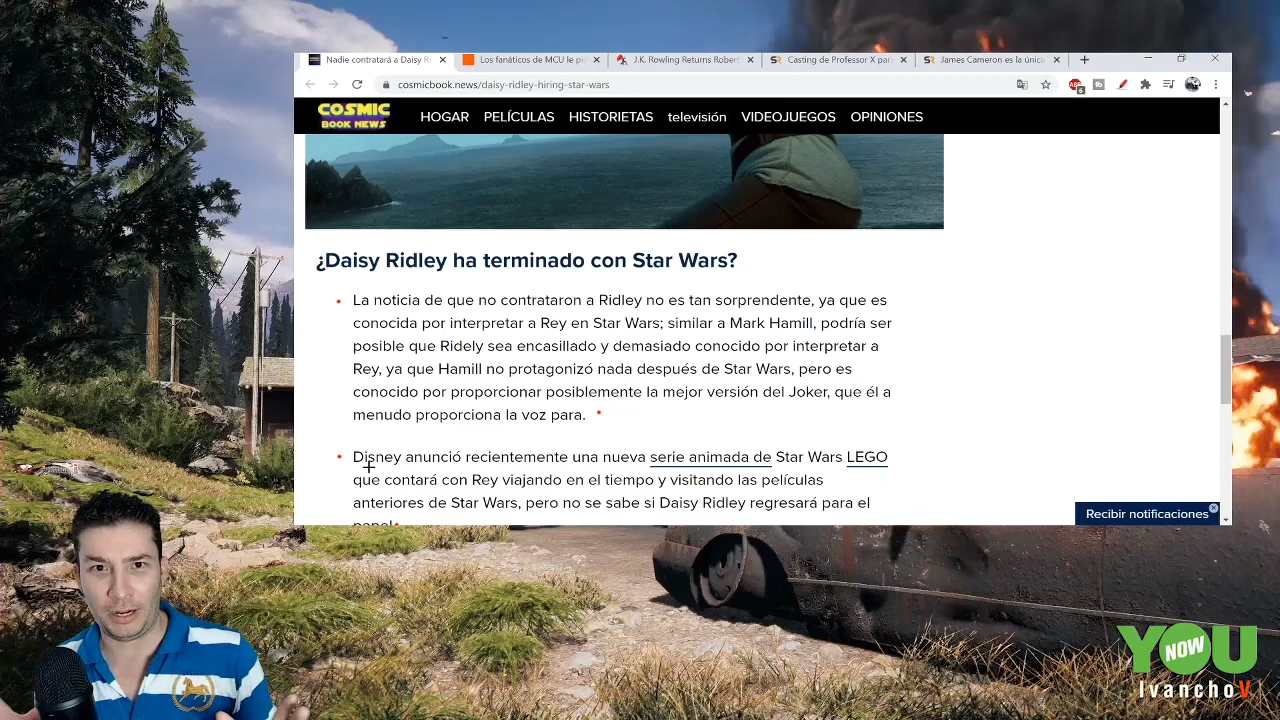 Nadie contratará a Daisy R
Los fanáticos de MCU le p
J.K. Rowling Returns Robert
Casting de Professor X par
James Cameron es la únic
cosmicbook.news/daisy-ridley-hiring-star-wars
COSMIC
BOOK NEWS
HOGAR PELÍCULAS HISTORIETAS televisión VIDEOJUEGOS OPINIONES
¿Daisy Ridley ha terminado con Star Wars?
La noticia de que no contrataron a Ridley no es tan sorprendente, ya que es
conocida por interpretar a Rey en Star Wars; similar a Mark Hamill, podría ser
posible que Ridely sea encasillado y demasiado conocido por interpretar a
Rey, ya que Hamill no protagonizó nada después de Star Wars, pero es
conocido por proporcionar posiblemente la mejor versión del Joker, que él a
menudo proporciona la voz para.
Disney anunció recientemente una nueva serie animada de Star Wars LEGO
que contará con Rey viajando en el tiempo y visitando las películas
anteriores de Star Wars, pero no se sabe si Daisy Ridley regresará para el
papel
Recibir notificaciones
YOU
NOW
IvanchoV